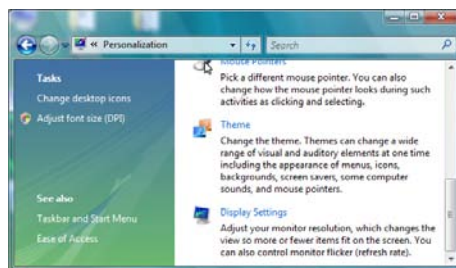 « Personalization
Search
Tasks
Change desktop icons
Adjust font size (DPI)
See also
Taskbar and Start Menu
Ease of Access
Mouse Pointers
Pick a different mouse pointer. You can also
change how the mouse pointer looks during such
activities as clicking and selecting.
Theme
Change the theme. Themes can change a wide
range of visual and auditory elements at one time
including the appearance of menus, icons,
backgrounds, screen savers, some computer
sounds, and mouse pointers.
Display Settings
Adjust your monitor resolution, which changes the
view so more or fewer items fit on the screen. You
can also control monitor flicker (refresh rate).